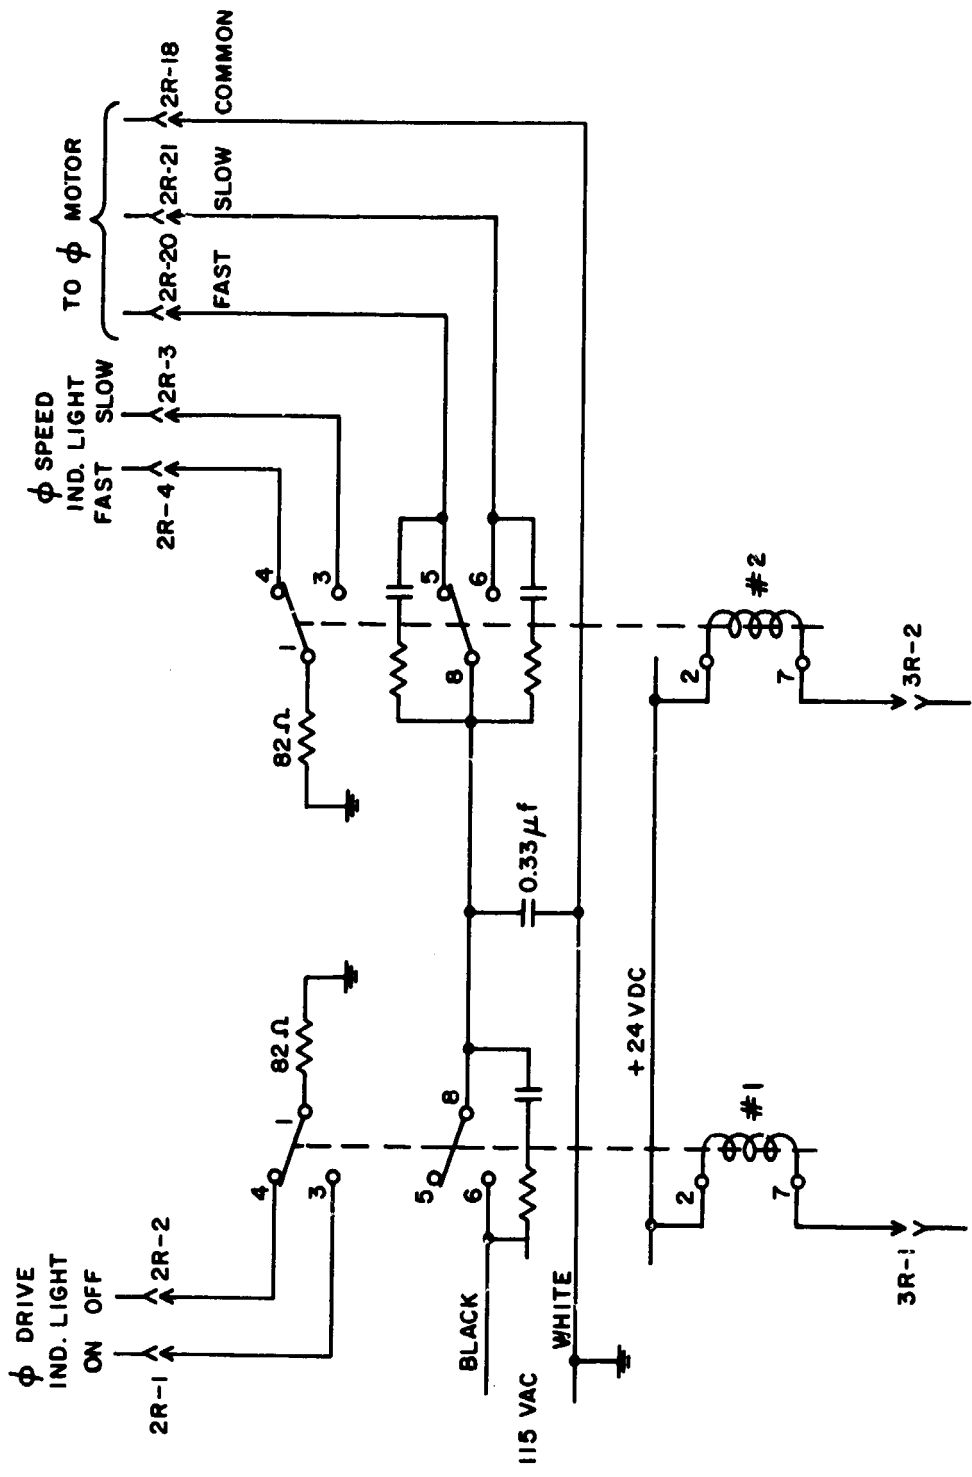 ϕ DRIVE
IND. LIGHT
ON OFF
2R-1
2R-2
4
3
1
82Ω
5
6
8
BLACK
115 VAC
WHITE
0.33μf
+24VDC
2
7
#1
3R-1
ϕ SPEED
IND. LIGHT
FAST SLOW
2R-4
2R-3
4
3
1
82Ω
5
6
8
2
7
#2
3R-2
TO ϕ MOTOR
2R-20
2R-21
2R-18
FAST
SLOW
COMMON